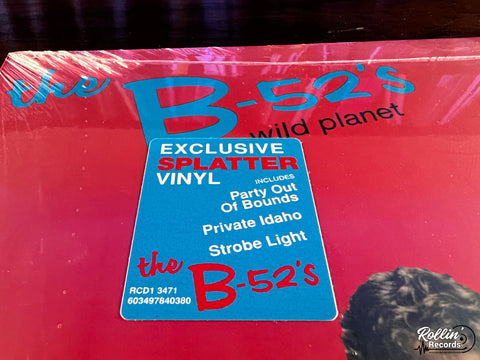 the B-52's
wild planet
EXCLUSIVE
SPLATTER
VINYL
INCLUDES
Party Out
Of Bounds
Private Idaho
Strobe Light
the
B-52's
RCD1 3471
603497840380
Rollin'
Records